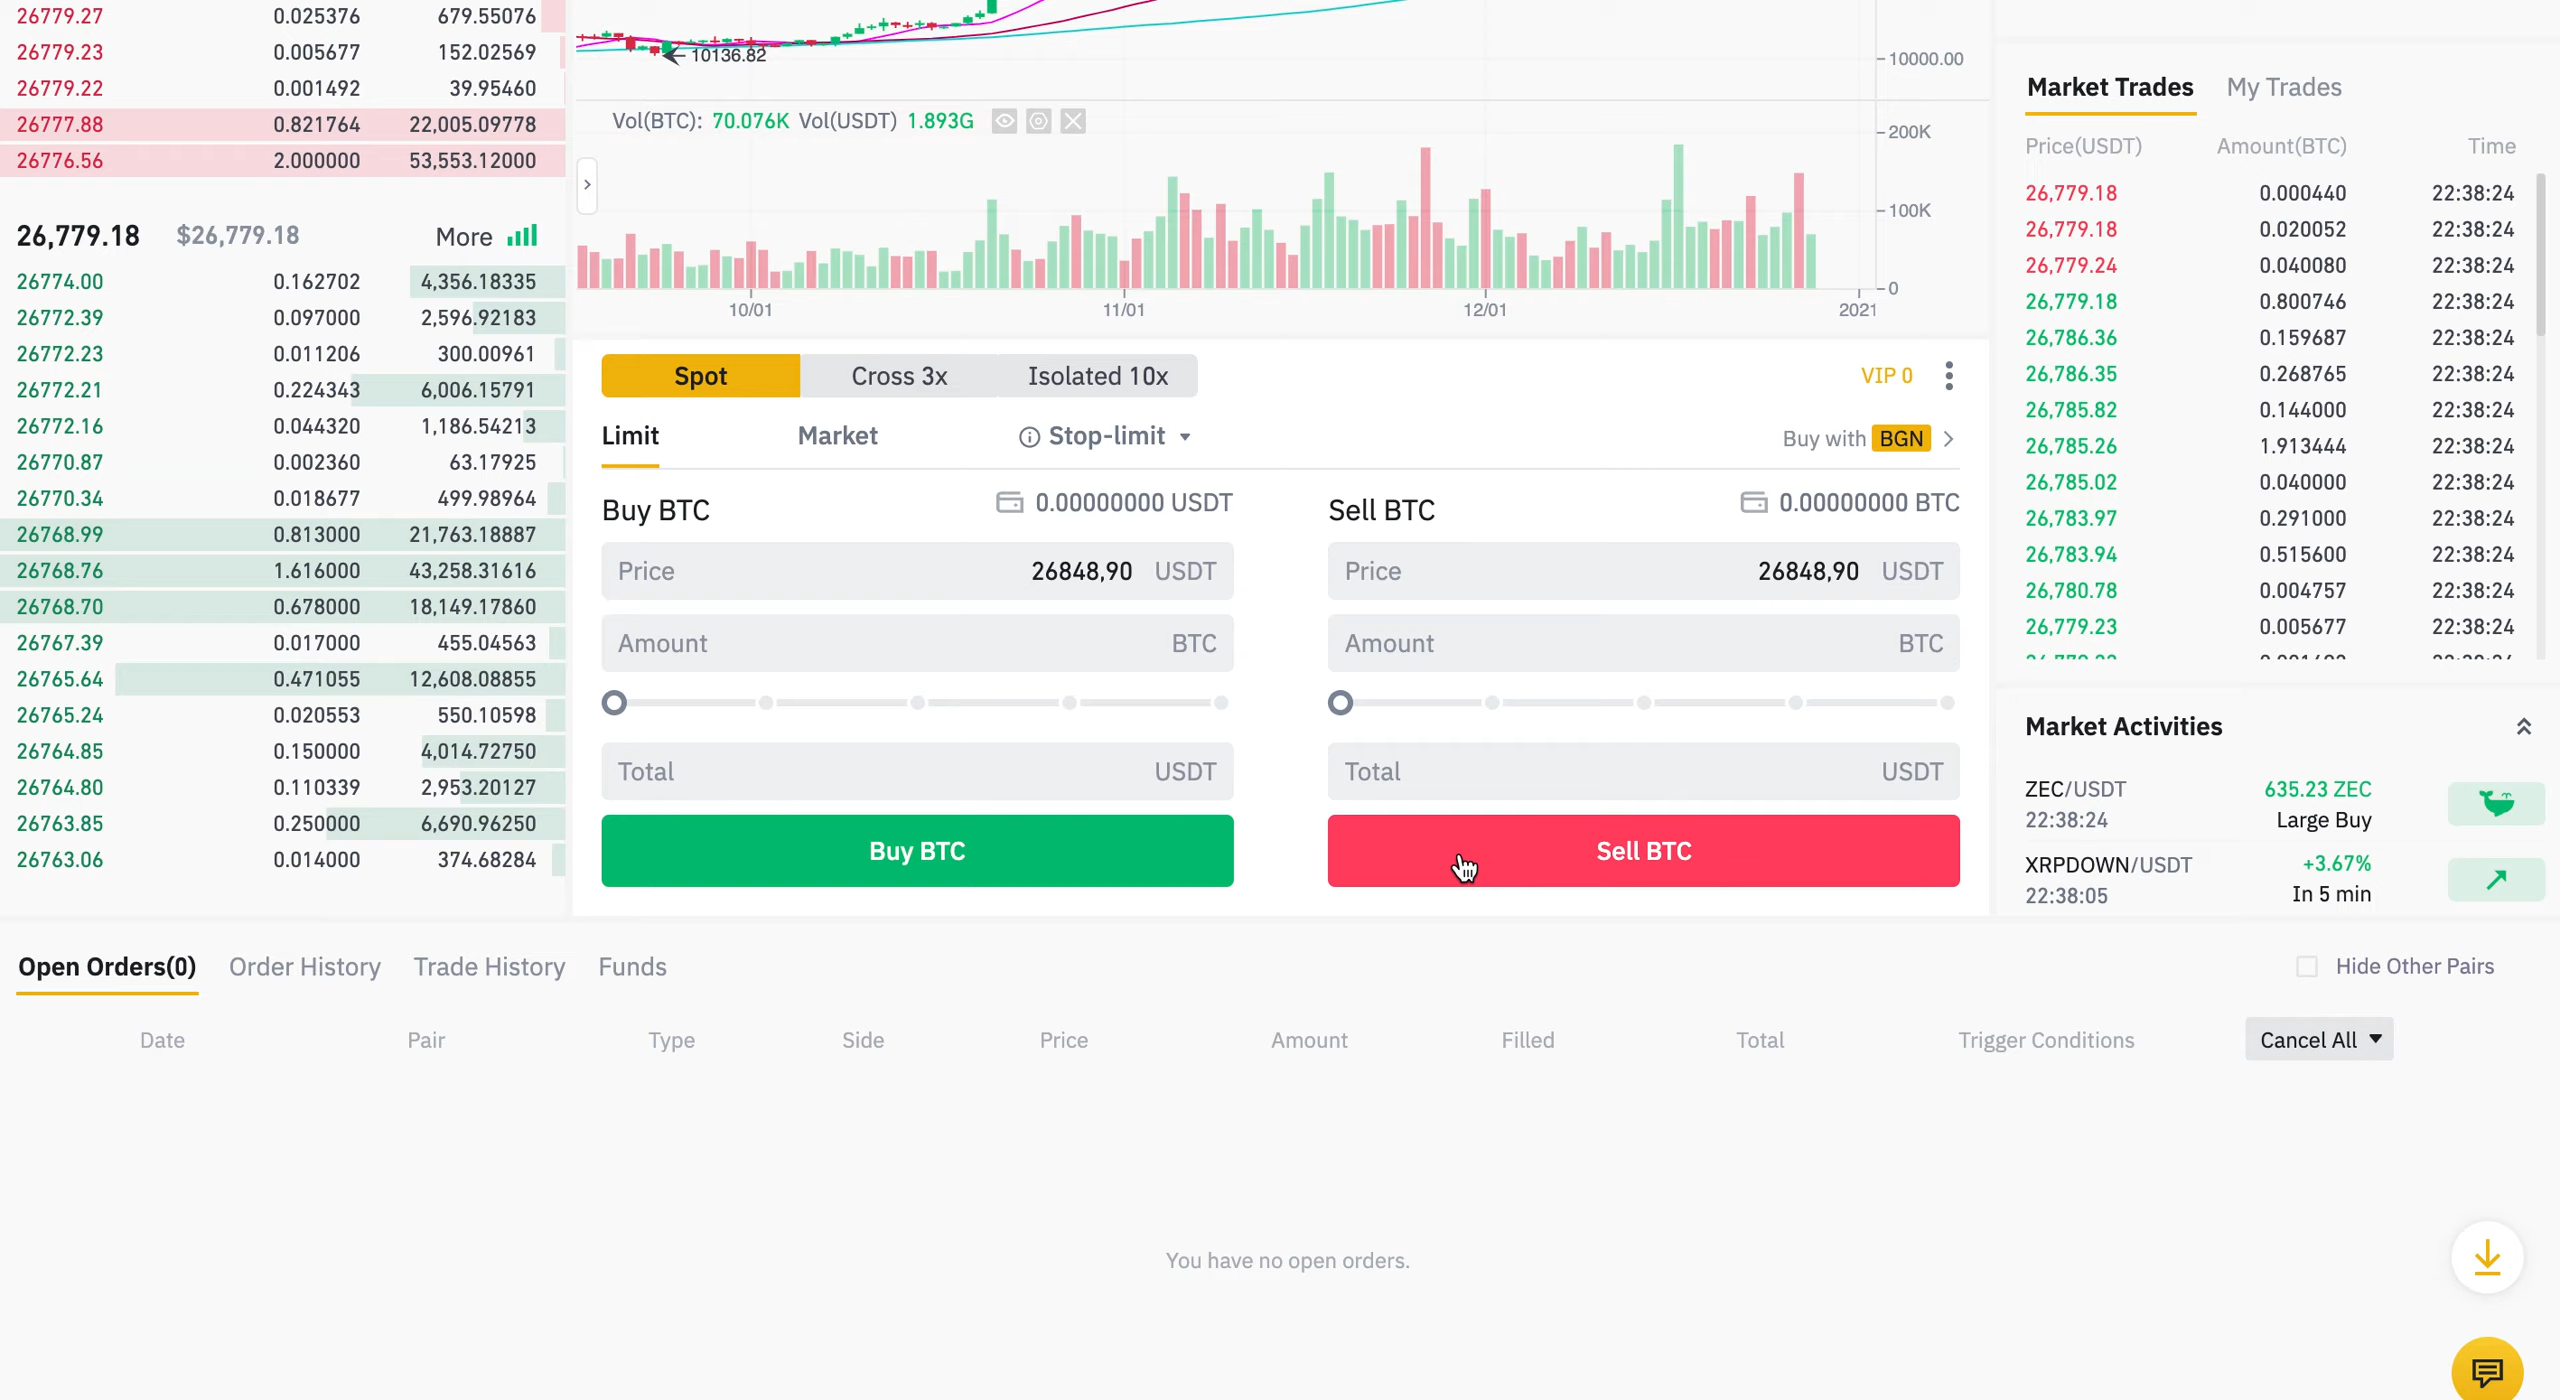 26779.27 0.025376 679.55076
26779.23 0.005677 152.02569
26779.22 0.001492 39.95460
26777.88 0.821764 22,005.09778
26776.56 2.000000 53,553.12000
26,779.18 $26,779.18 More
26774.00 0.162702 4,356.18335
26772.39 0.097000 2,596.92183
26772.23 0.011206 300.00961
26772.21 0.224343 6,006.15791
26772.16 0.044320 1,186.54213
26770.87 0.002360 63.17925
26770.34 0.018677 499.98964
26768.99 0.813000 21,763.18887
26768.76 1.616000 43,258.31616
26768.70 0.678000 18,149.17860
26767.39 0.017000 455.04563
26765.64 0.471055 12,608.08855
26765.24 0.020553 550.10598
26764.85 0.150000 4,014.72750
26764.80 0.110339 2,953.20127
26763.85 0.250000 6,690.96250
26763.06 0.014000 374.68284
10136.82
10000.00
Vol(BTC): 70.076K Vol(USDT) 1.893G
200K
100K
0
10/01 11/01 12/01 2021
Spot Cross 3x Isolated 10x VIP 0
Limit Market Stop-limit Buy with BGN
Buy BTC 0.00000000 USDT
Price 26848,90 USDT
Amount BTC
Total USDT
Buy BTC
Sell BTC 0.00000000 BTC
Price 26848,90 USDT
Amount BTC
Total USDT
Sell BTC
Market Trades My Trades
Price(USDT) Amount(BTC) Time
26,779.18 0.000440 22:38:24
26,779.18 0.020052 22:38:24
26,779.24 0.040080 22:38:24
26,779.18 0.800746 22:38:24
26,786.36 0.159687 22:38:24
26,786.35 0.268765 22:38:24
26,785.82 0.144000 22:38:24
26,785.26 1.913444 22:38:24
26,785.02 0.040000 22:38:24
26,783.97 0.291000 22:38:24
26,783.94 0.515600 22:38:24
26,780.78 0.004757 22:38:24
26,779.23 0.005677 22:38:24
Market Activities
ZEC/USDT 635.23 ZEC
22:38:24 Large Buy
XRPDOWN/USDT +3.67%
22:38:05 In 5 min
Open Orders(0) Order History Trade History Funds Hide Other Pairs
Date Pair Type Side Price Amount Filled Total Trigger Conditions Cancel All
You have no open orders.